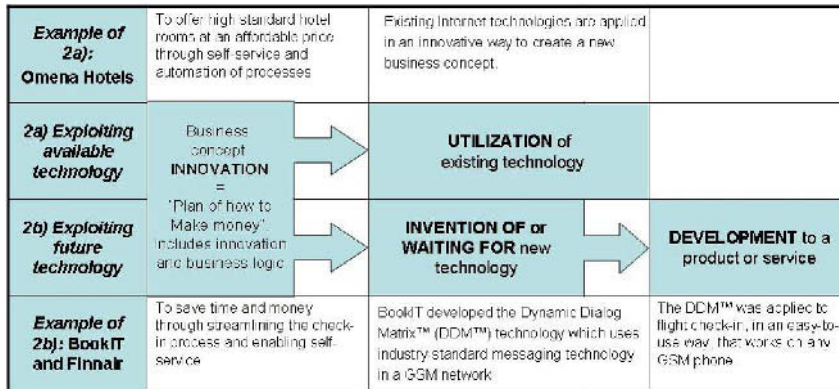 Example of
2a):
Omena Hotels
To offer high standard hotel
rooms at an affordable price
through self-service and
automation of processes
Existing Internet technologies are applied
in an innovative way to create a new
business concept.
2a) Exploiting
available
technology
Business
concept
INNOVATION
=
"Plan of how to
Make money".
Includes innovation
and business logic
UTILIZATION of
existing technology
2b) Exploiting
future
technology
INVENTION OF or
WAITING FOR new
technology
DEVELOPMENT to a
product or service
Example of
2b): BookIT
and Finnair
To save time and money
through streamlining the check-
in process and enabling self-
service
BookIT developed the Dynamic Dialog
Matrix™ (DDM™) technology which uses
industry-standard messaging technology
in a GSM network
The DDM™ was applied to
flight check-in, in an easy-to-
use way, that works on any
GSM phone